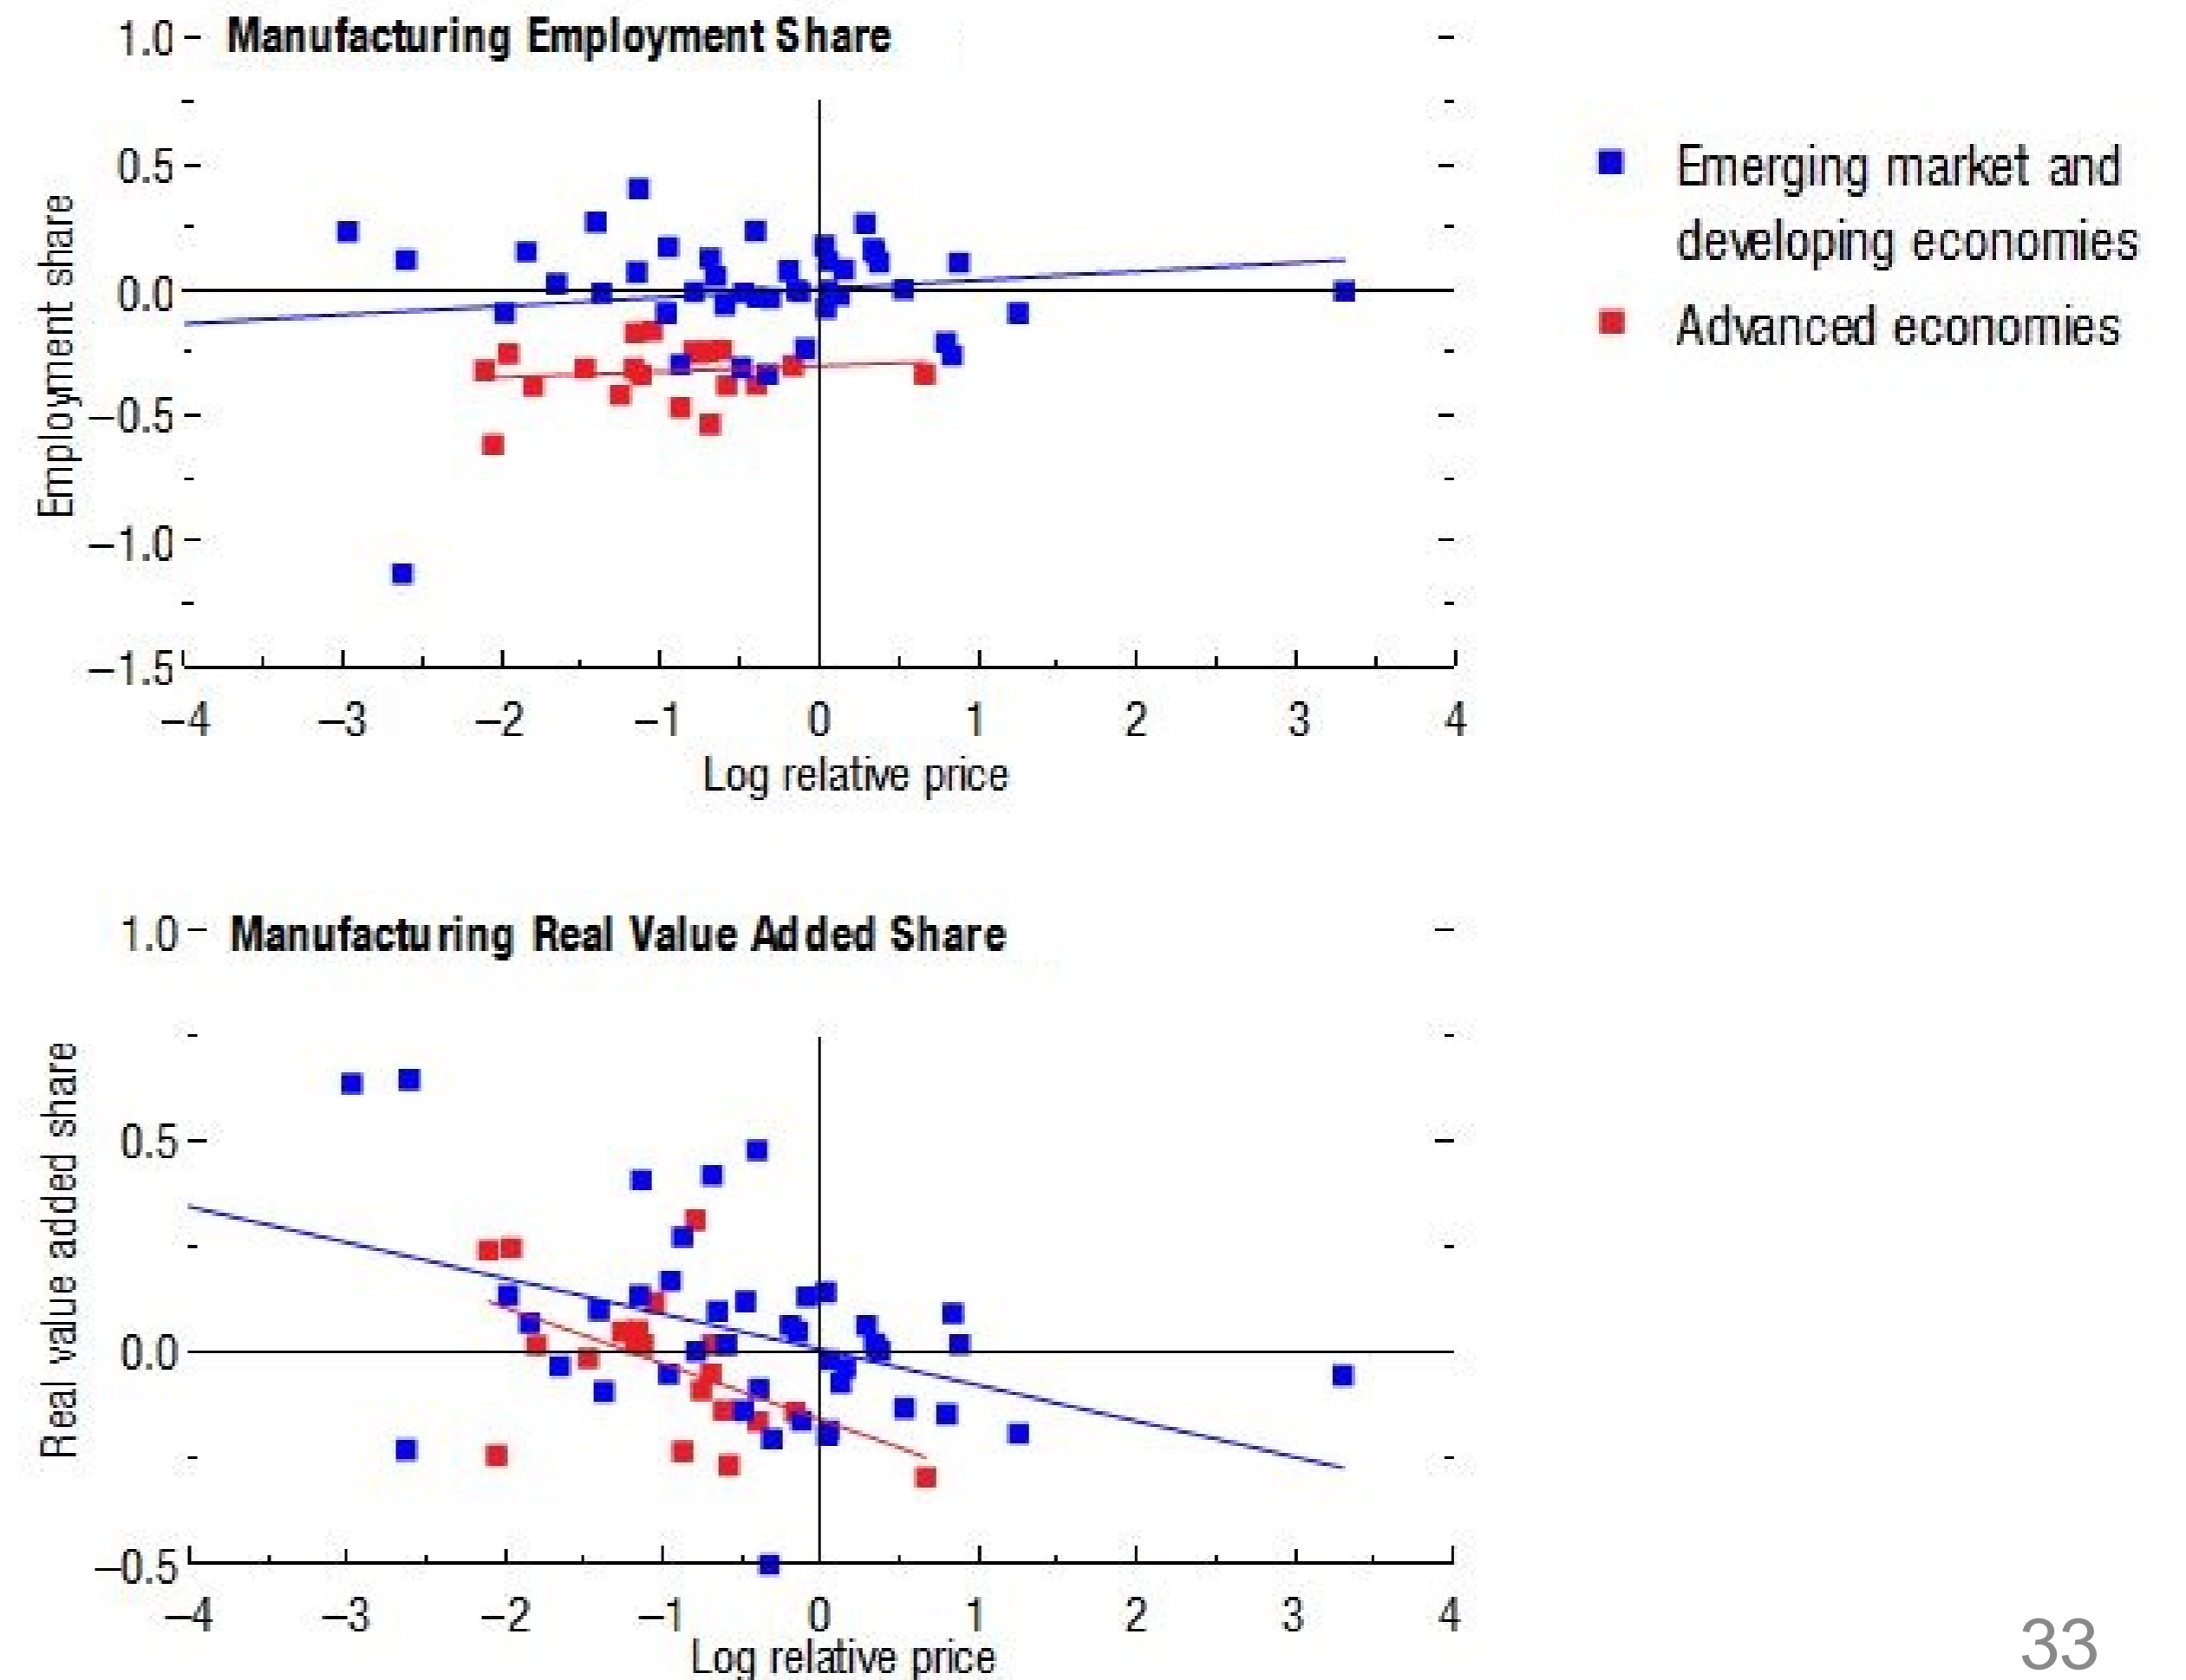 Manufacturing Employment Share
1.0
0.5
0.0
–0.5
–1.0
–1.5
Employment share
–4 –3 –2 –1 0 1 2 3 4
Log relative price
Emerging market and
developing economies
Advanced economies
Manufacturing Real Value Added Share
1.0
0.5
0.0
–0.5
Real value added share
–4 –3 –2 –1 0 1 2 3 4
Log relative price
33